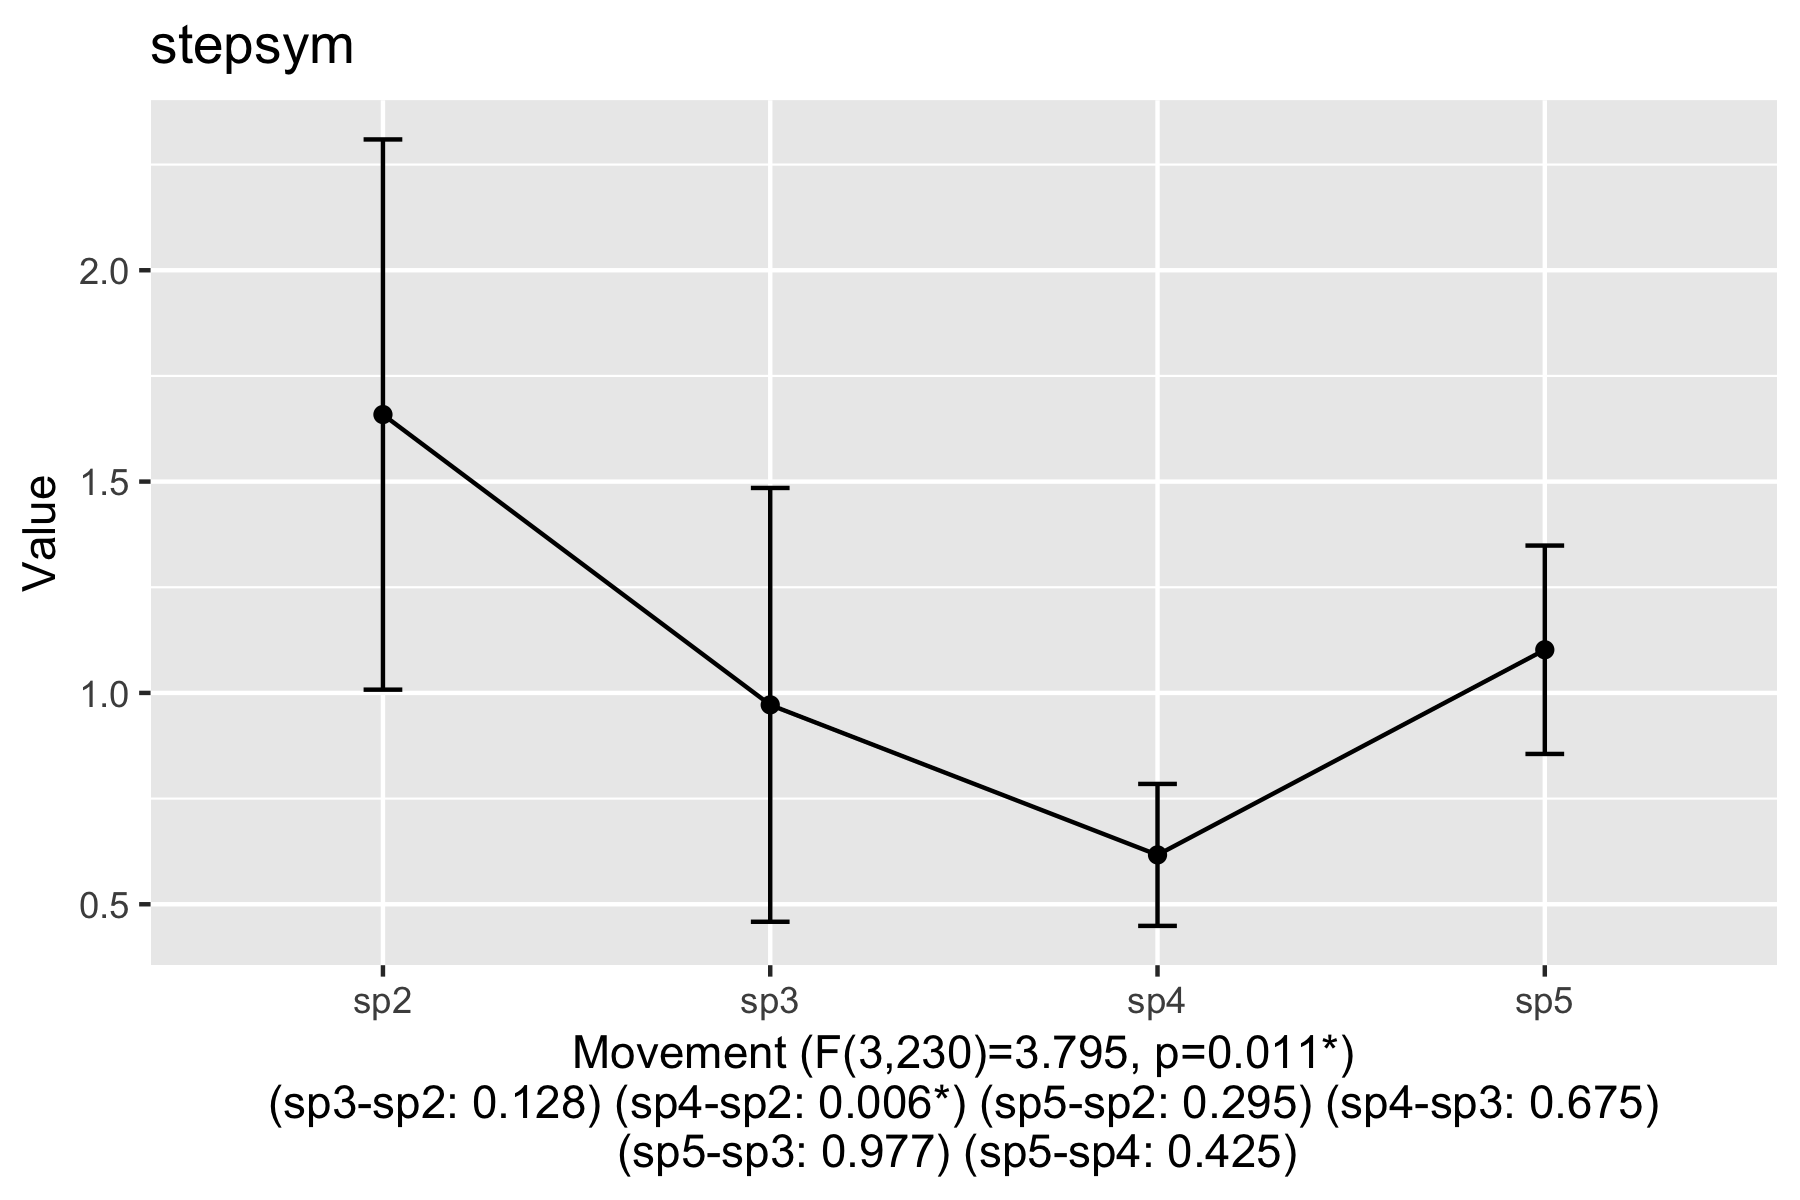 stepsym
Value
2.0
1.5
1.0
0.5
sp2 sp3 sp4 sp5
Movement (F(3,230)=3.795, p=0.011*)
(sp3-sp2: 0.128) (sp4-sp2: 0.006*) (sp5-sp2: 0.295) (sp4-sp3: 0.675)
(sp5-sp3: 0.977) (sp5-sp4: 0.425)